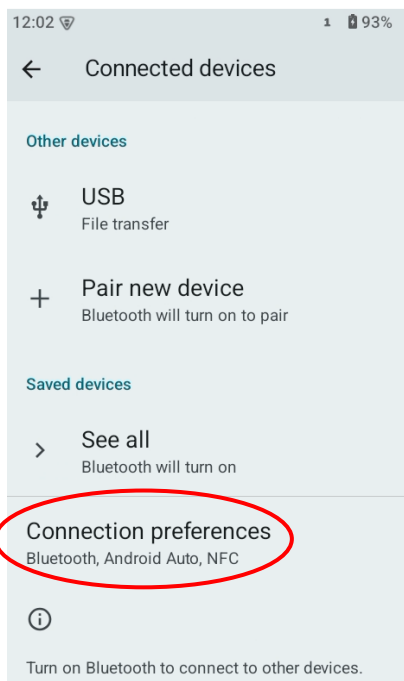 12:02 1 93%
Connected devices
Other devices
USB
File transfer
Pair new device
Bluetooth will turn on to pair
Saved devices
See all
Bluetooth will turn on
Connection preferences
Bluetooth, Android Auto, NFC
Turn on Bluetooth to connect to other devices.